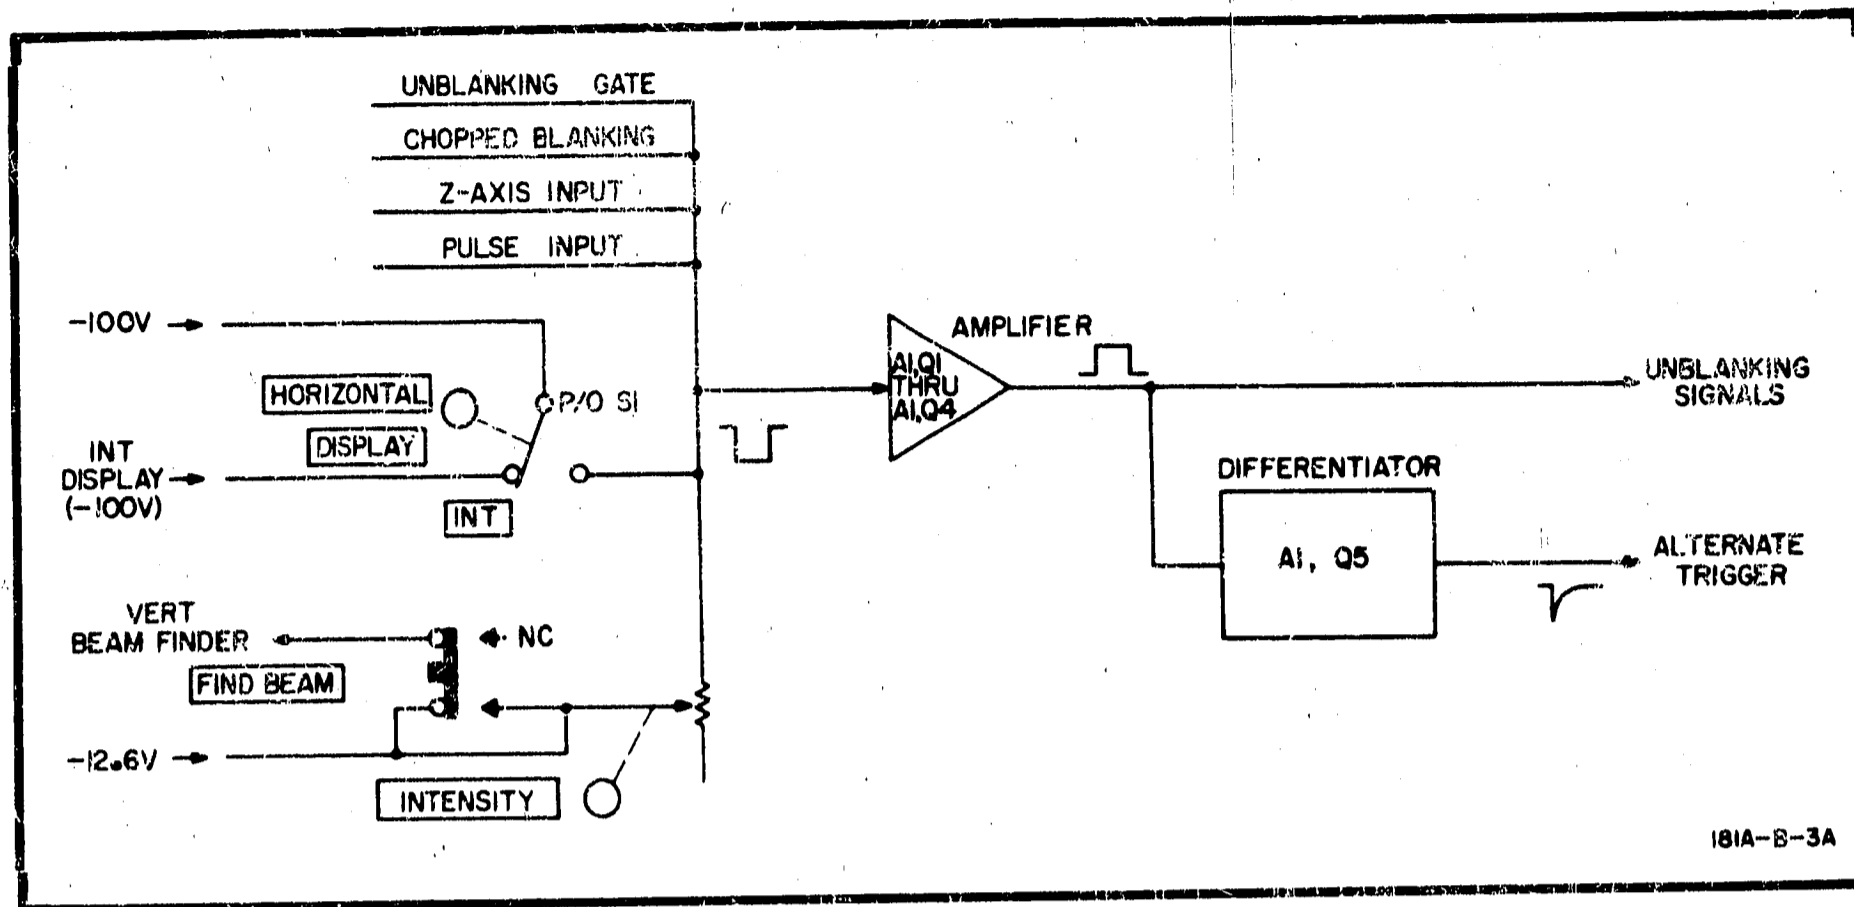 UNBLANKING GATE
CHOPPED BLANKING
Z-AXIS INPUT
PULSE INPUT
-100V
HORIZONTAL
DISPLAY
P/O S1
INT
DISPLAY
(-100V)
INT
AMPLIFIER
A1,Q1
THRU
A1,Q4
UNBLANKING
SIGNALS
DIFFERENTIATOR
A1, Q5
ALTERNATE
TRIGGER
VERT
BEAM FINDER
NC
FIND BEAM
-12.6V
INTENSITY
181A-B-3A